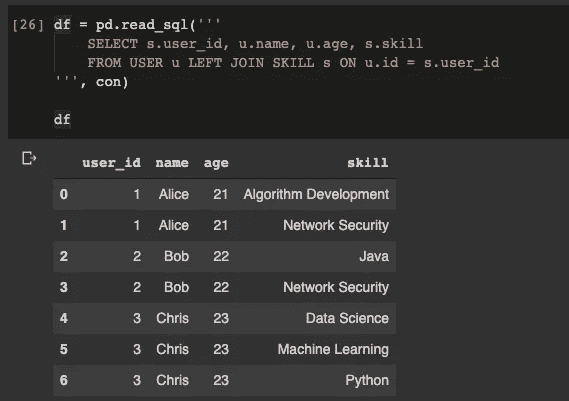 [26] df = pd.read_sql('''
SELECT s.user_id, u.name, u.age, s.skill
FROM USER u LEFT JOIN SKILL s ON u.id = s.user_id
''', con)
df
user_id name age skill
0 1 Alice 21 Algorithm Development
1 1 Alice 21 Network Security
2 2 Bob 22 Java
3 2 Bob 22 Network Security
4 3 Chris 23 Data Science
5 3 Chris 23 Machine Learning
6 3 Chris 23 Python